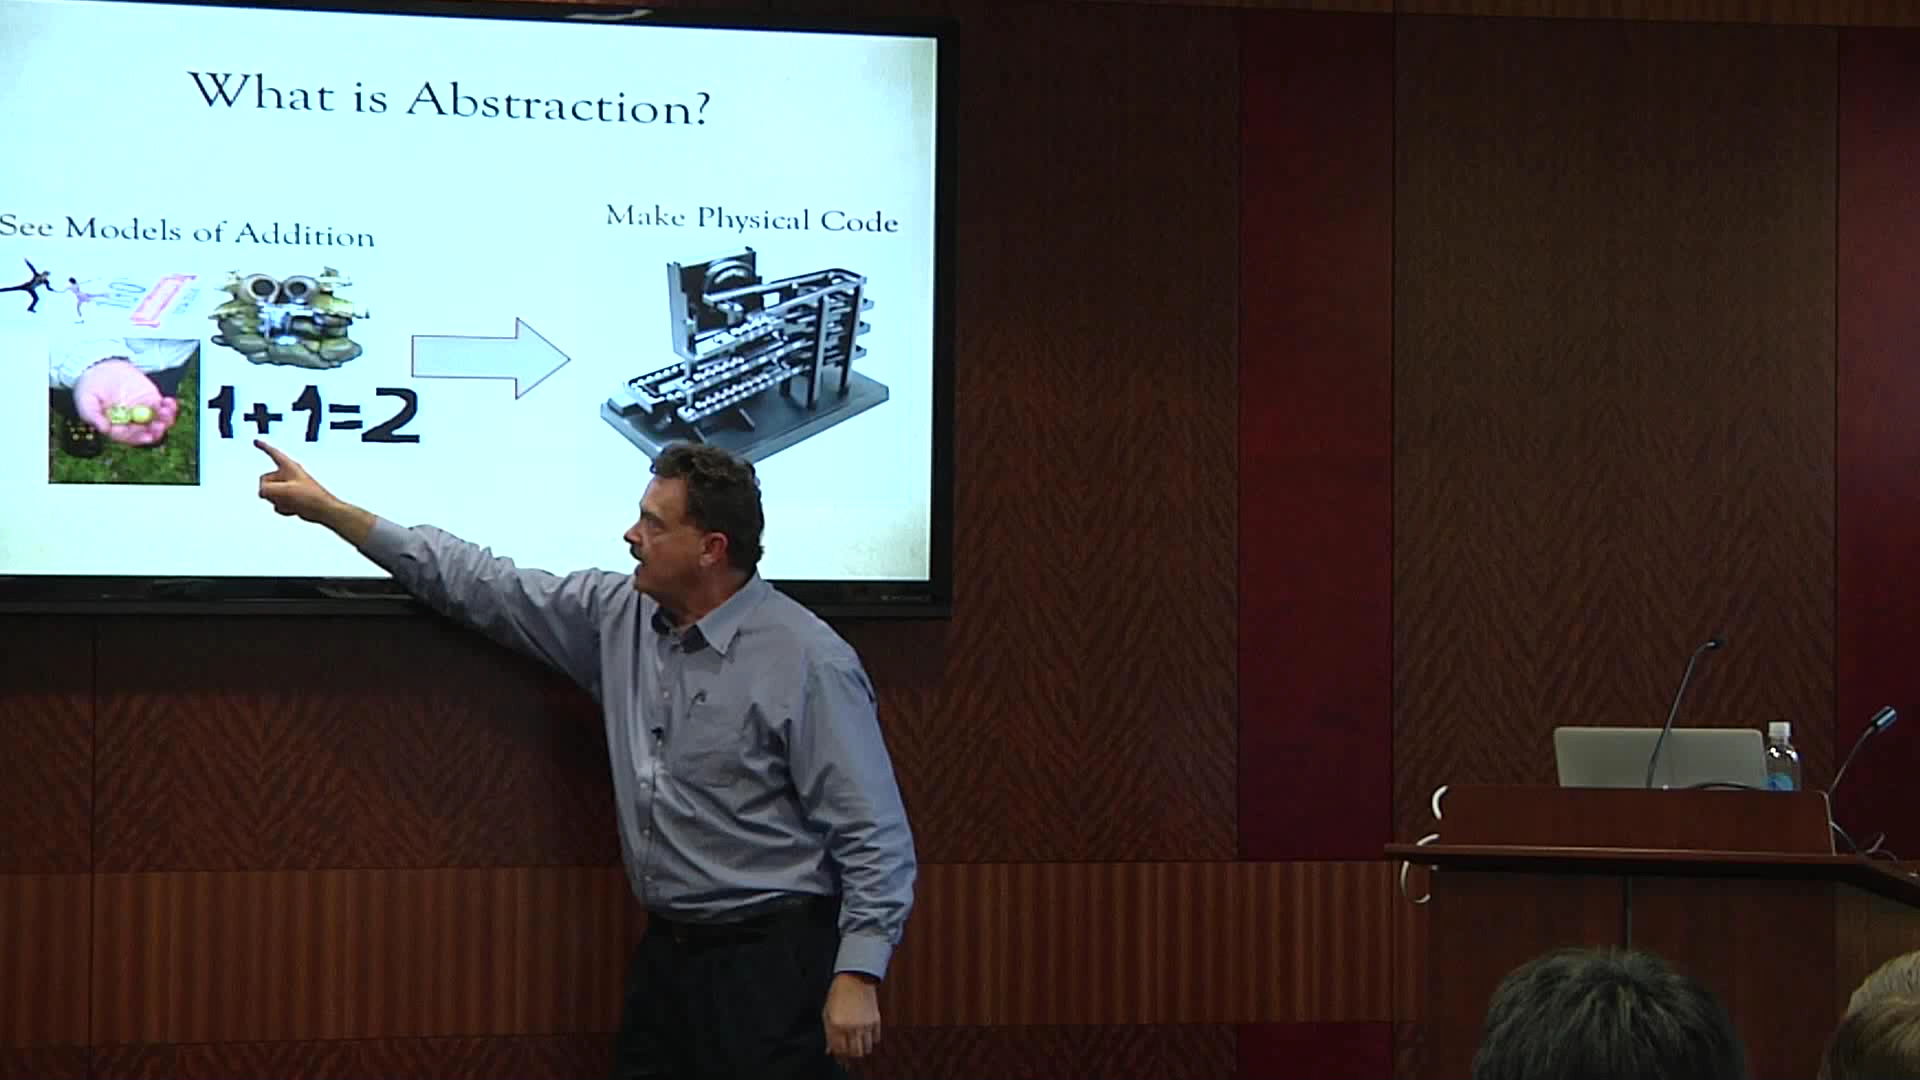 What is Abstraction?
See Models of Addition
Make Physical Code
1+1=2